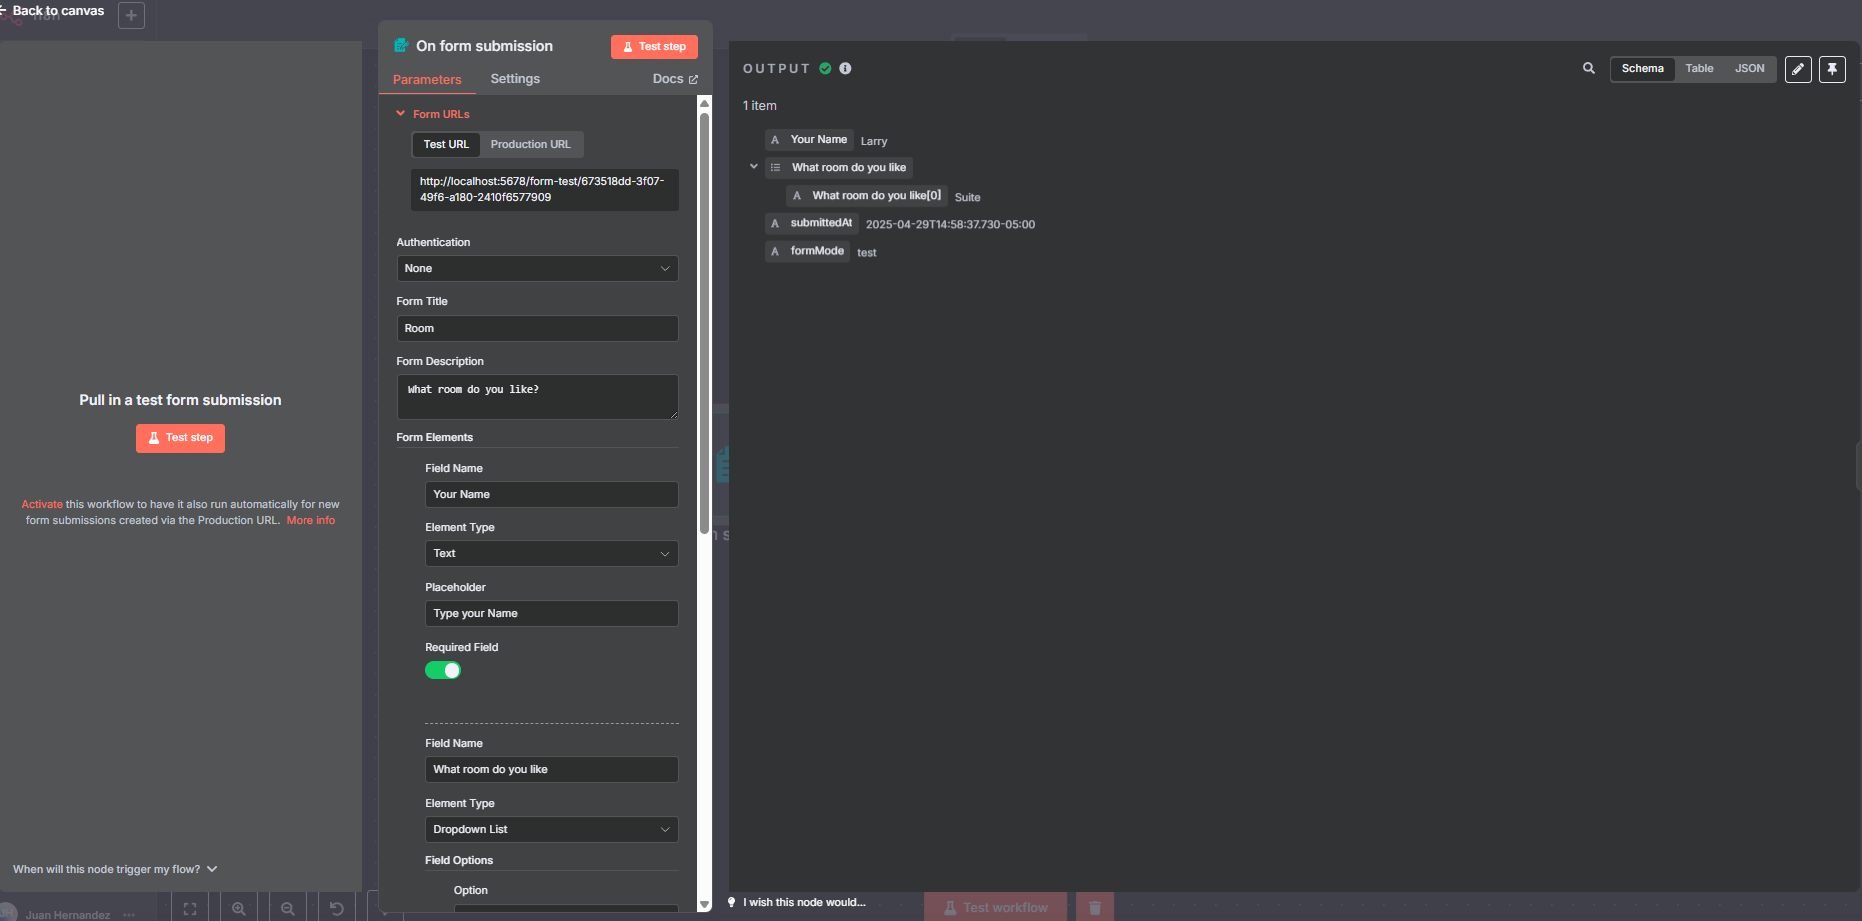 Back to canvas
n8n
On form submission
Test step
Parameters
Settings
Docs
Form URLs
Test URL
Production URL
http://localhost:5678/form-test/673518dd-3f07-
49f6-a180-2410f6577909
Authentication
None
Form Title
Room
Form Description
What room do you like?
Form Elements
Field Name
Your Name
Element Type
Text
Placeholder
Type your Name
Required Field
Field Name
What room do you like
Element Type
Dropdown List
Field Options
Option
Pull in a test form submission
Test step
Activate this workflow to have it also run automatically for new
form submissions created via the Production URL. More info
When will this node trigger my flow?
Juan Hernandez
OUTPUT
Schema
Table
JSON
1 item
A Your Name Larry
What room do you like
A What room do you like[0] Suite
A submittedAt 2025-04-29T14:58:37.730-05:00
A formMode test
I wish this node would...
Test workflow